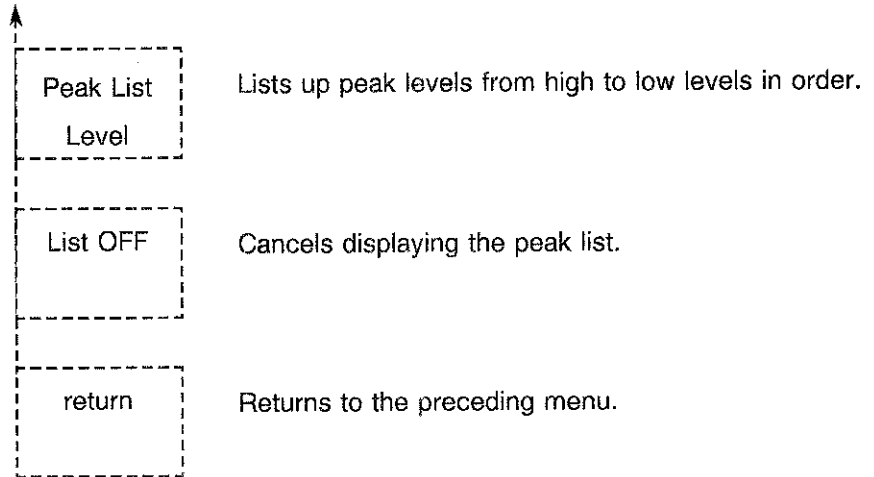 Peak List
Level
Lists up peak levels from high to low levels in order.
List OFF
Cancels displaying the peak list.
return
Returns to the preceding menu.